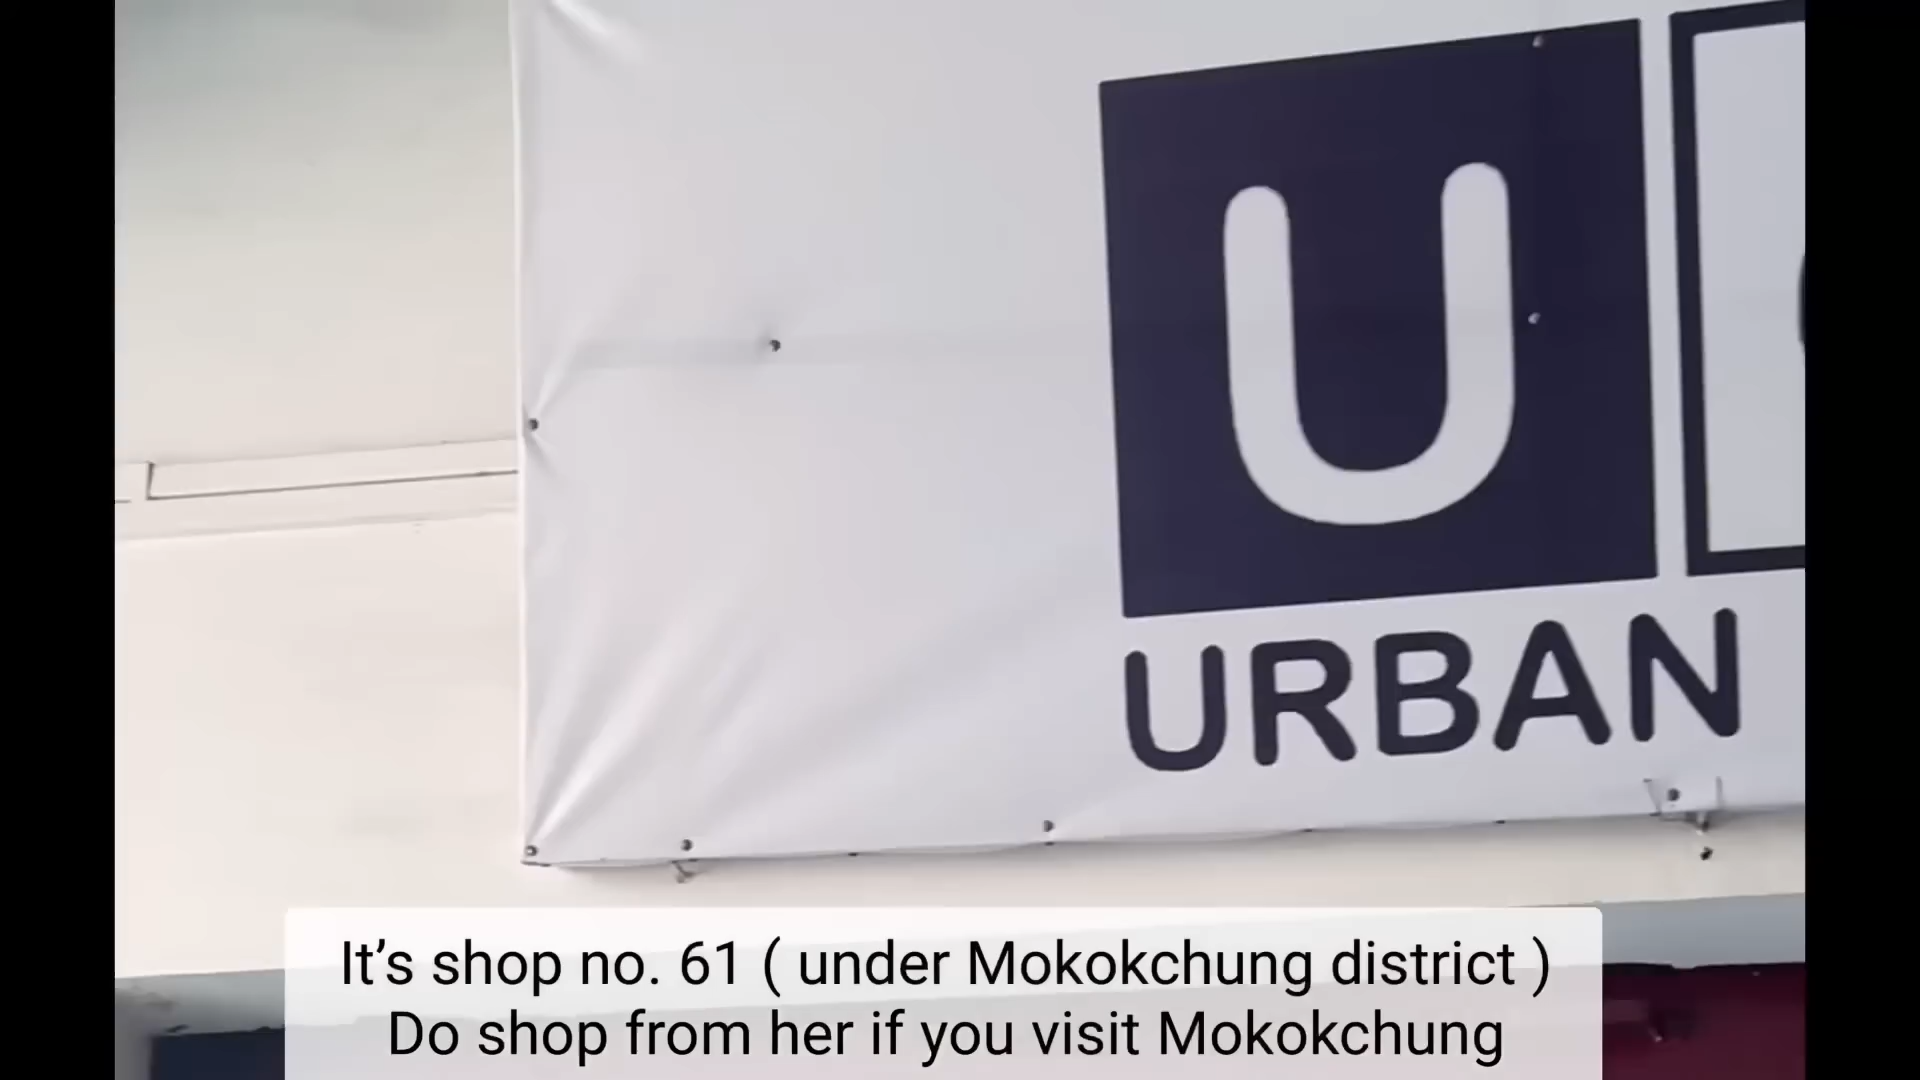 U
URBAN
It’s shop no. 61 ( under Mokokchung district )
Do shop from her if you visit Mokokchung